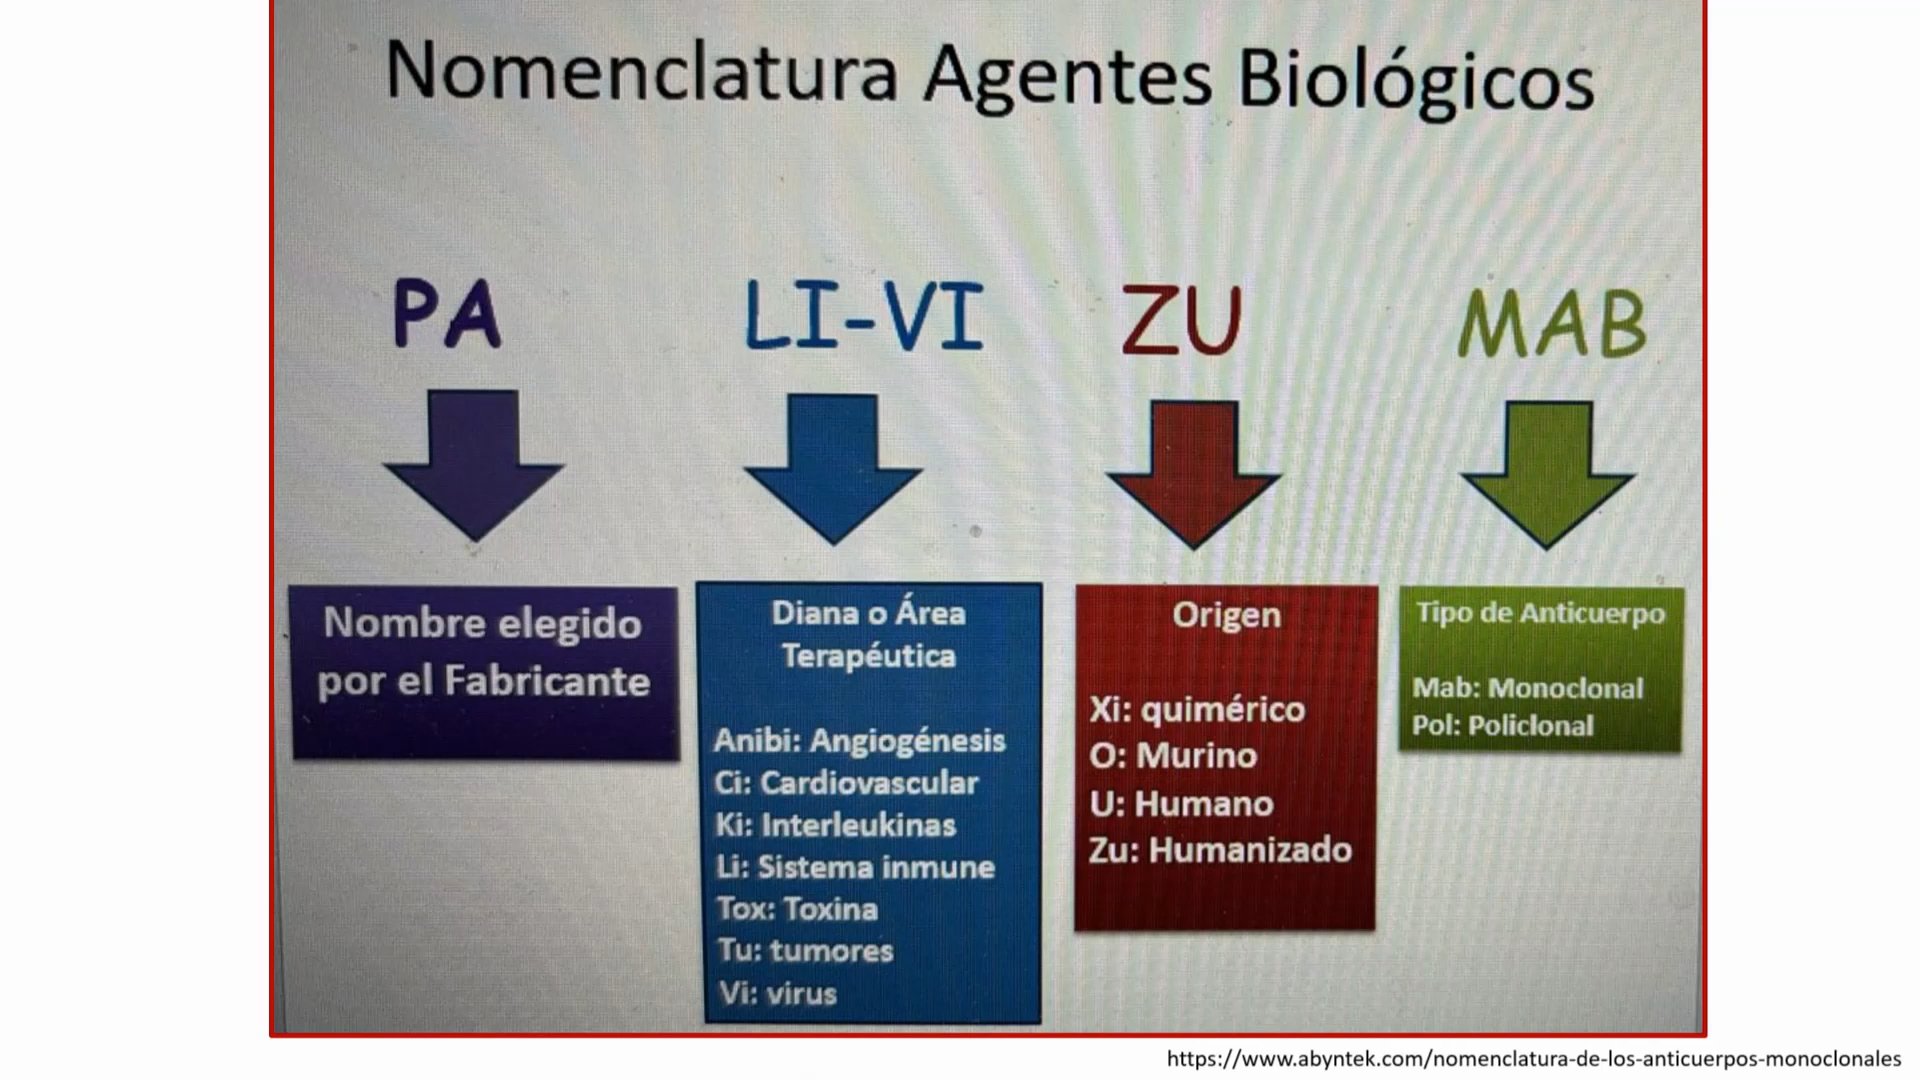 Nomenclatura Agentes Biológicos
PA
LI-VI
ZU
MAB
Nombre elegido
por el Fabricante
Diana o Área
Terapéutica
Anibi: Angiogénesis
Ci: Cardiovascular
Ki: Interleukinas
Li: Sistema inmune
Tox: Toxina
Tu: tumores
Vi: virus
Origen
Xi: quimérico
O: Murino
U: Humano
Zu: Humanizado
Tipo de Anticuerpo
Mab: Monoclonal
Pol: Policlonal
https://www.abyntek.com/nomenclatura-de-los-anticuerpos-monoclonales